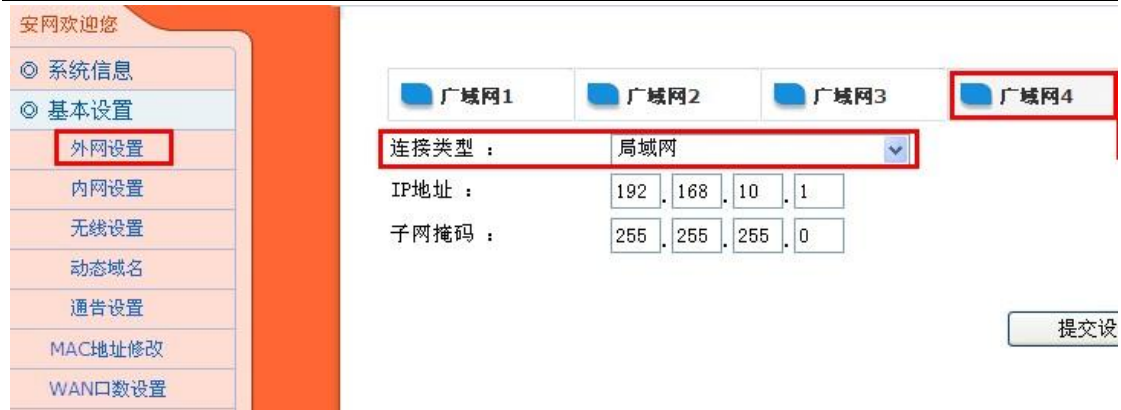 安网欢迎您
◎ 系统信息
◎ 基本设置
外网设置
内网设置
无线设置
动态域名
通告设置
MAC地址修改
WAN口数设置
广域网1 广域网2 广域网3 广域网4
连接类型 : 局域网
IP地址 : 192 . 168 . 10 . 1
子网掩码 : 255 . 255 . 255 . 0
提交设